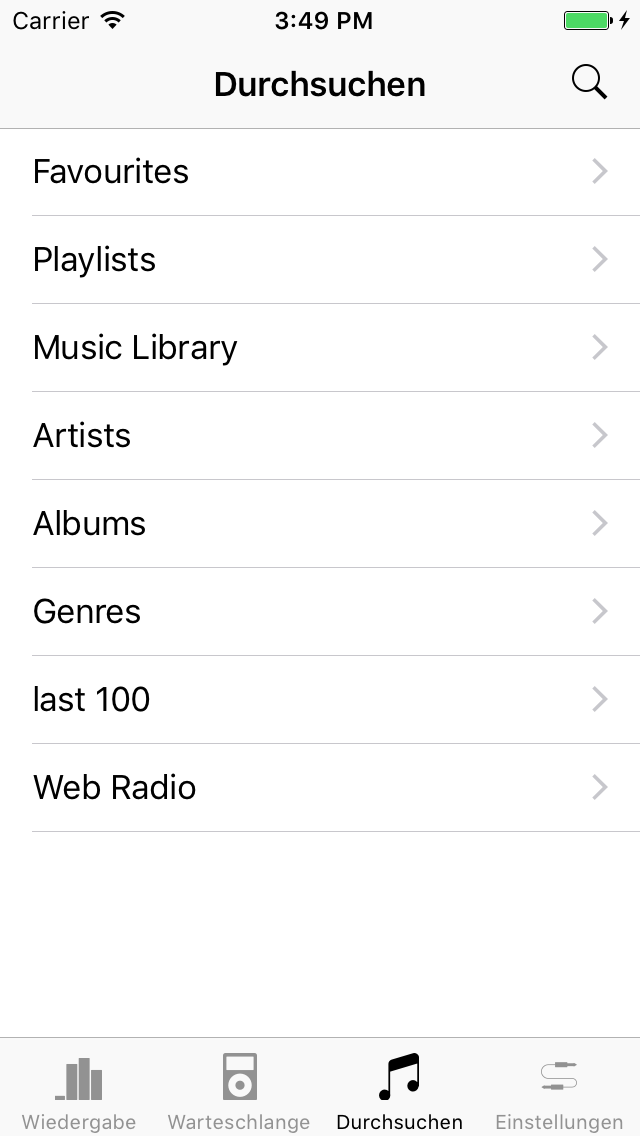 Carrier 3:49 PM
Durchsuchen
Favourites
Playlists
Music Library
Artists
Albums
Genres
last 100
Web Radio
Wiedergabe Warteschlange Durchsuchen Einstellungen